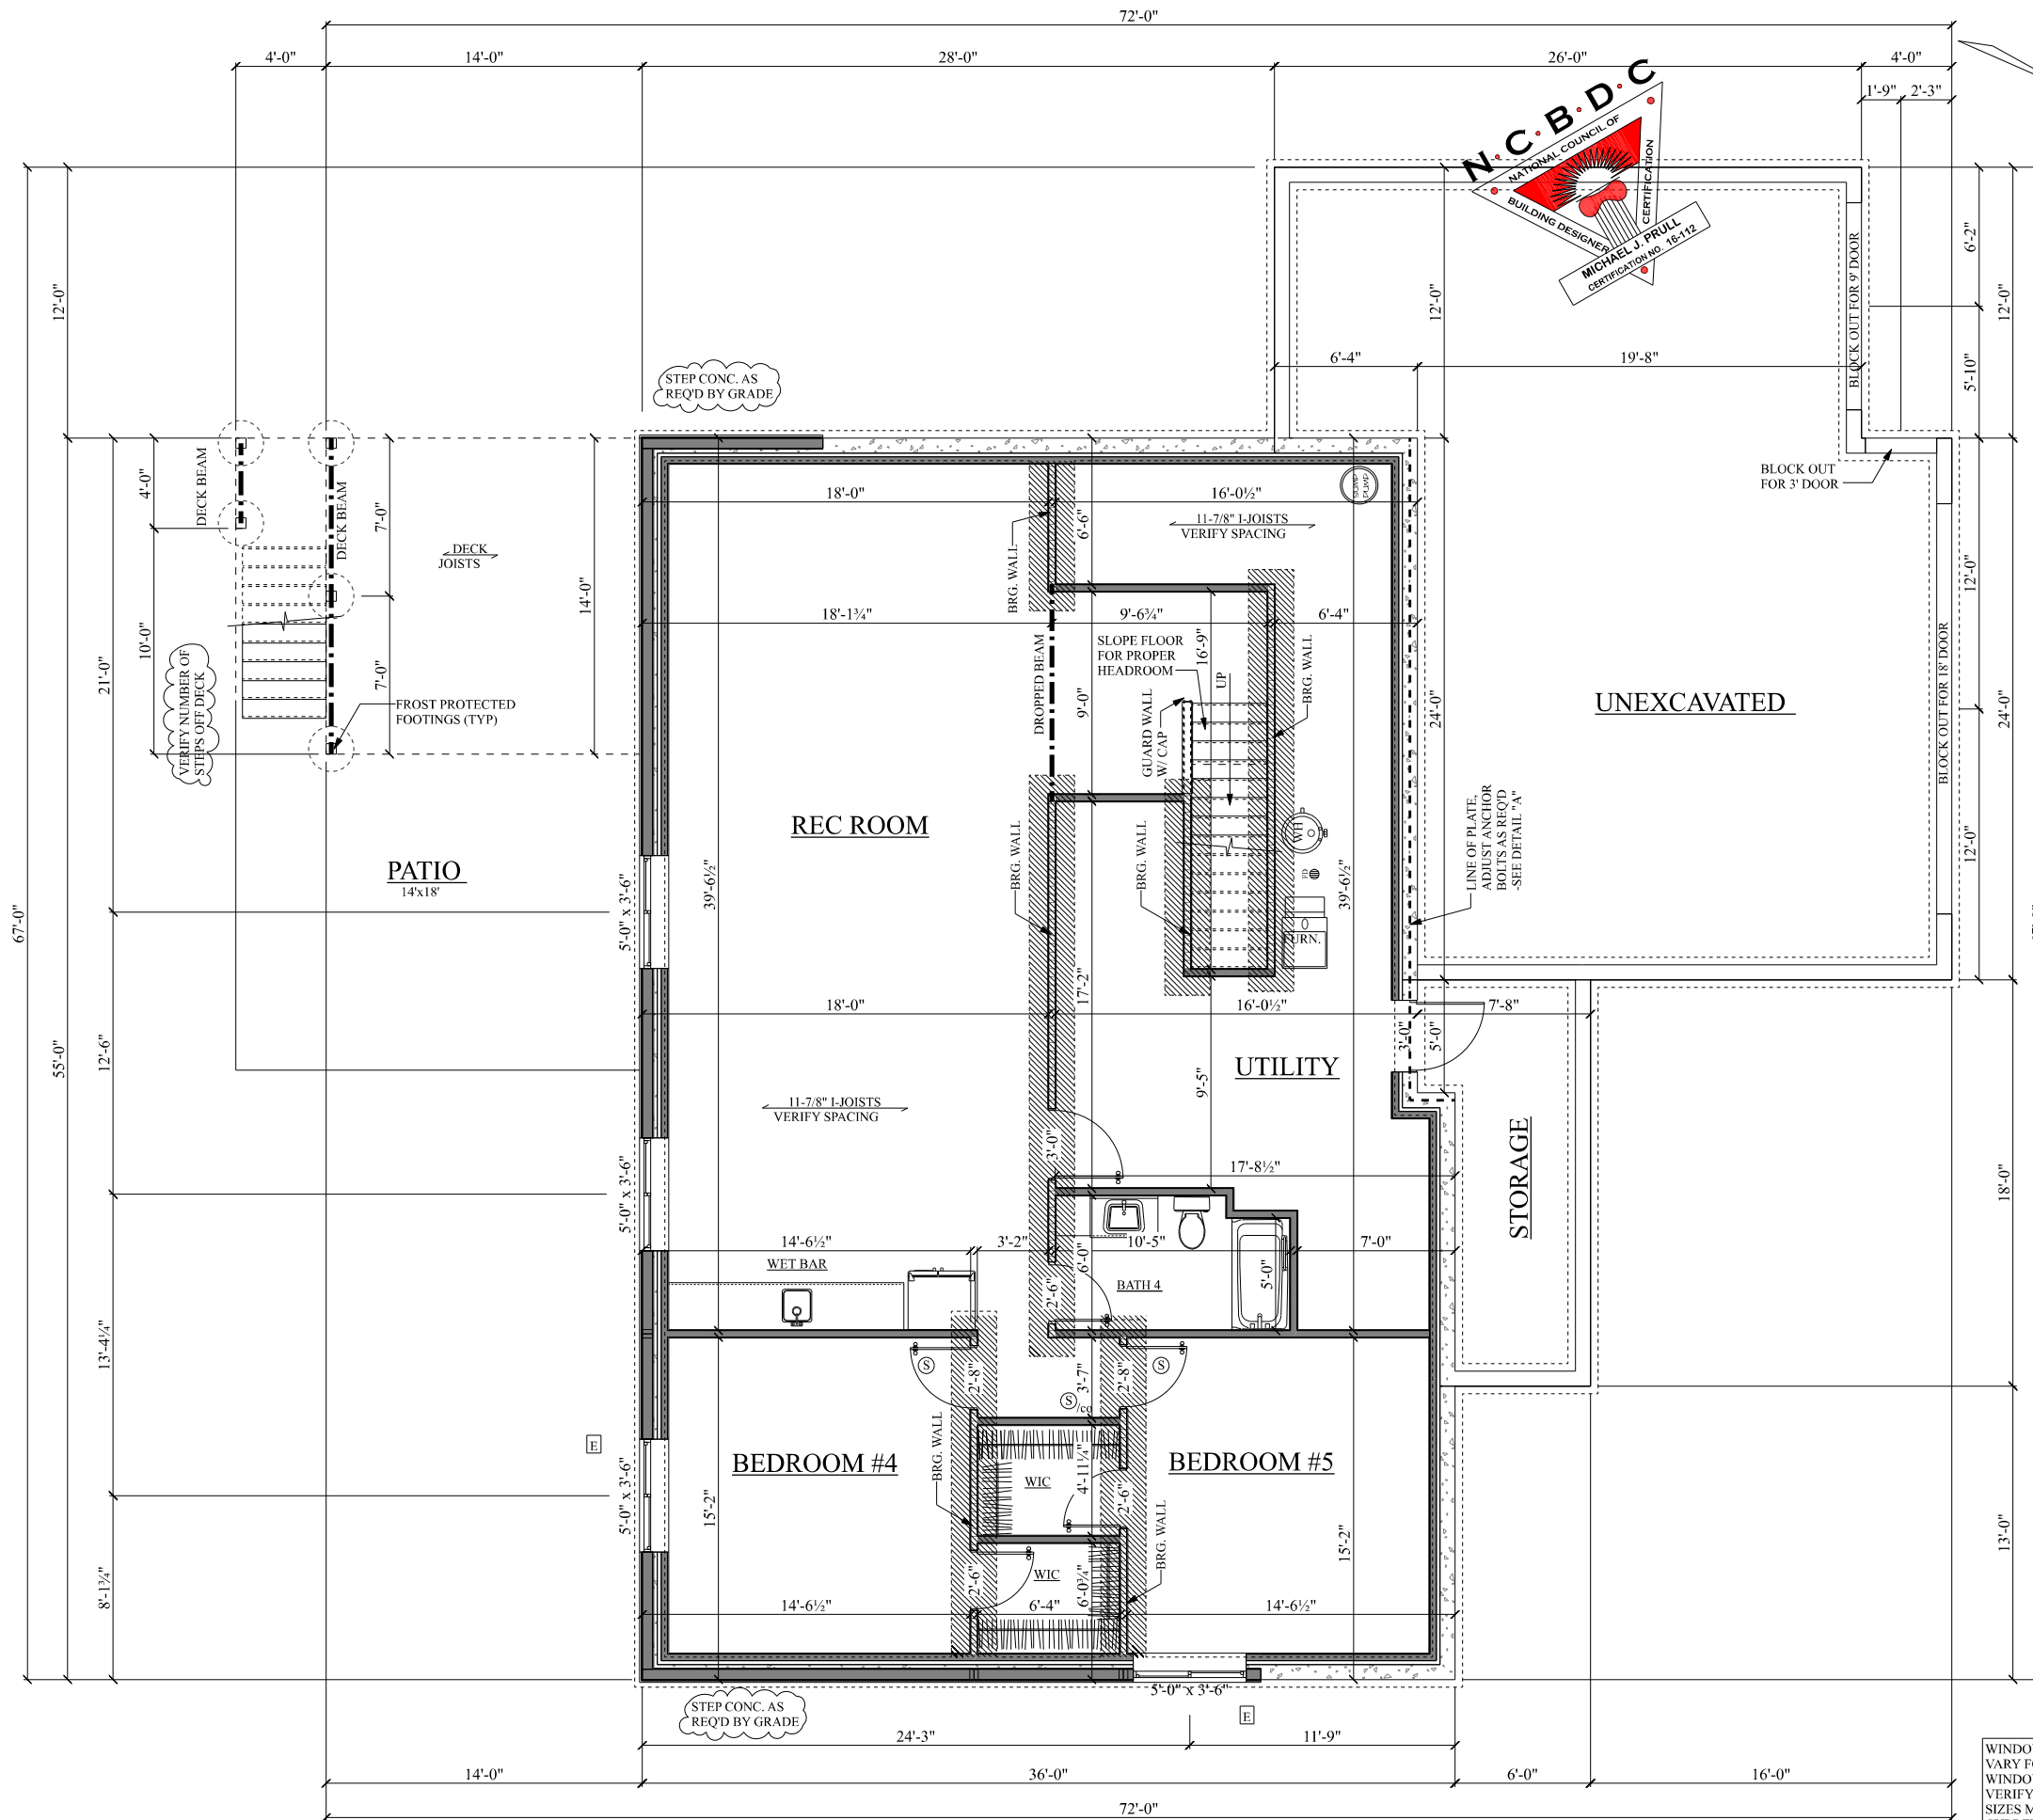 72'-0"
4'-0"
14'-0"
28'-0"
26'-0"
4'-0"
1'-9"
2'-3"
N·C·B·D·C
NATIONAL COUNCIL OF
BUILDING DESIGNER
CERTIFICATION
MICHAEL J. PRULL
CERTIFICATION NO. 16-112
12'-0"
12'-0"
6'-2"
12'-0"
5'-10"
BLOCK OUT FOR 9' DOOR
6'-4"
19'-8"
STEP CONC. AS
REQ'D BY GRADE
BLOCK OUT
FOR 3' DOOR
DECK BEAM
4'-0"
DECK BEAM
7'-0"
DECK
JOISTS
14'-0"
10'-0"
7'-0"
21'-0"
VERIFY NUMBER OF
STEPS OFF DECK
FROST PROTECTED
FOOTINGS (TYP)
18'-0"
16'-0½"
SUMP
PUMP
6'-6"
BRG. WALL
11-7/8" I-JOISTS
VERIFY SPACING
18'-1¾"
9'-6¾"
6'-4"
DROPPED BEAM
9'-0"
SLOPE FLOOR
FOR PROPER
HEADROOM
16'-9"
UP
BRG. WALL
GUARD WALL
W/ CAP
24'-0"
UNEXCAVATED
12'-0"
24'-0"
BLOCK OUT FOR 18' DOOR
12'-0"
LINE OF PLATE,
ADJUST ANCHOR
BOLTS AS REQ'D
-SEE DETAIL "A"
REC ROOM
PATIO
14'x18'
5'-0" x 3'-6"
39'-6½"
BRG. WALL
BRG. WALL
WH
FD
FURN.
39'-6½"
67'-0"
55'-0"
12'-6"
18'-0"
17'-2"
16'-0½"
7'-8"
3'-0"
5'-0"
UTILITY
9'-5"
11-7/8" I-JOISTS
VERIFY SPACING
3'-0"
17'-8½"
STORAGE
18'-0"
5'-0" x 3'-6"
14'-6½"
3'-2"
10'-5"
7'-0"
WET BAR
6'-0"
2'-6"
BATH 4
5'-0"
13'-4¼"
S
2'-8"
3'-7"
2'-8"
S
S
/co
E
5'-0" x 3'-6"
BEDROOM #4
BRG. WALL
WIC
4'-11¼"
2'-6"
BEDROOM #5
15'-2"
15'-2"
BRG. WALL
WIC
2'-6"
6'-0¾"
8'-1¾"
13'-0"
14'-6½"
6'-4"
14'-6½"
5'-0" x 3'-6"
STEP CONC. AS
REQ'D BY GRADE
E
24'-3"
11'-9"
14'-0"
36'-0"
6'-0"
16'-0"
72'-0"
WINDO
VARY F
WINDO
VERIFY
SIZES M